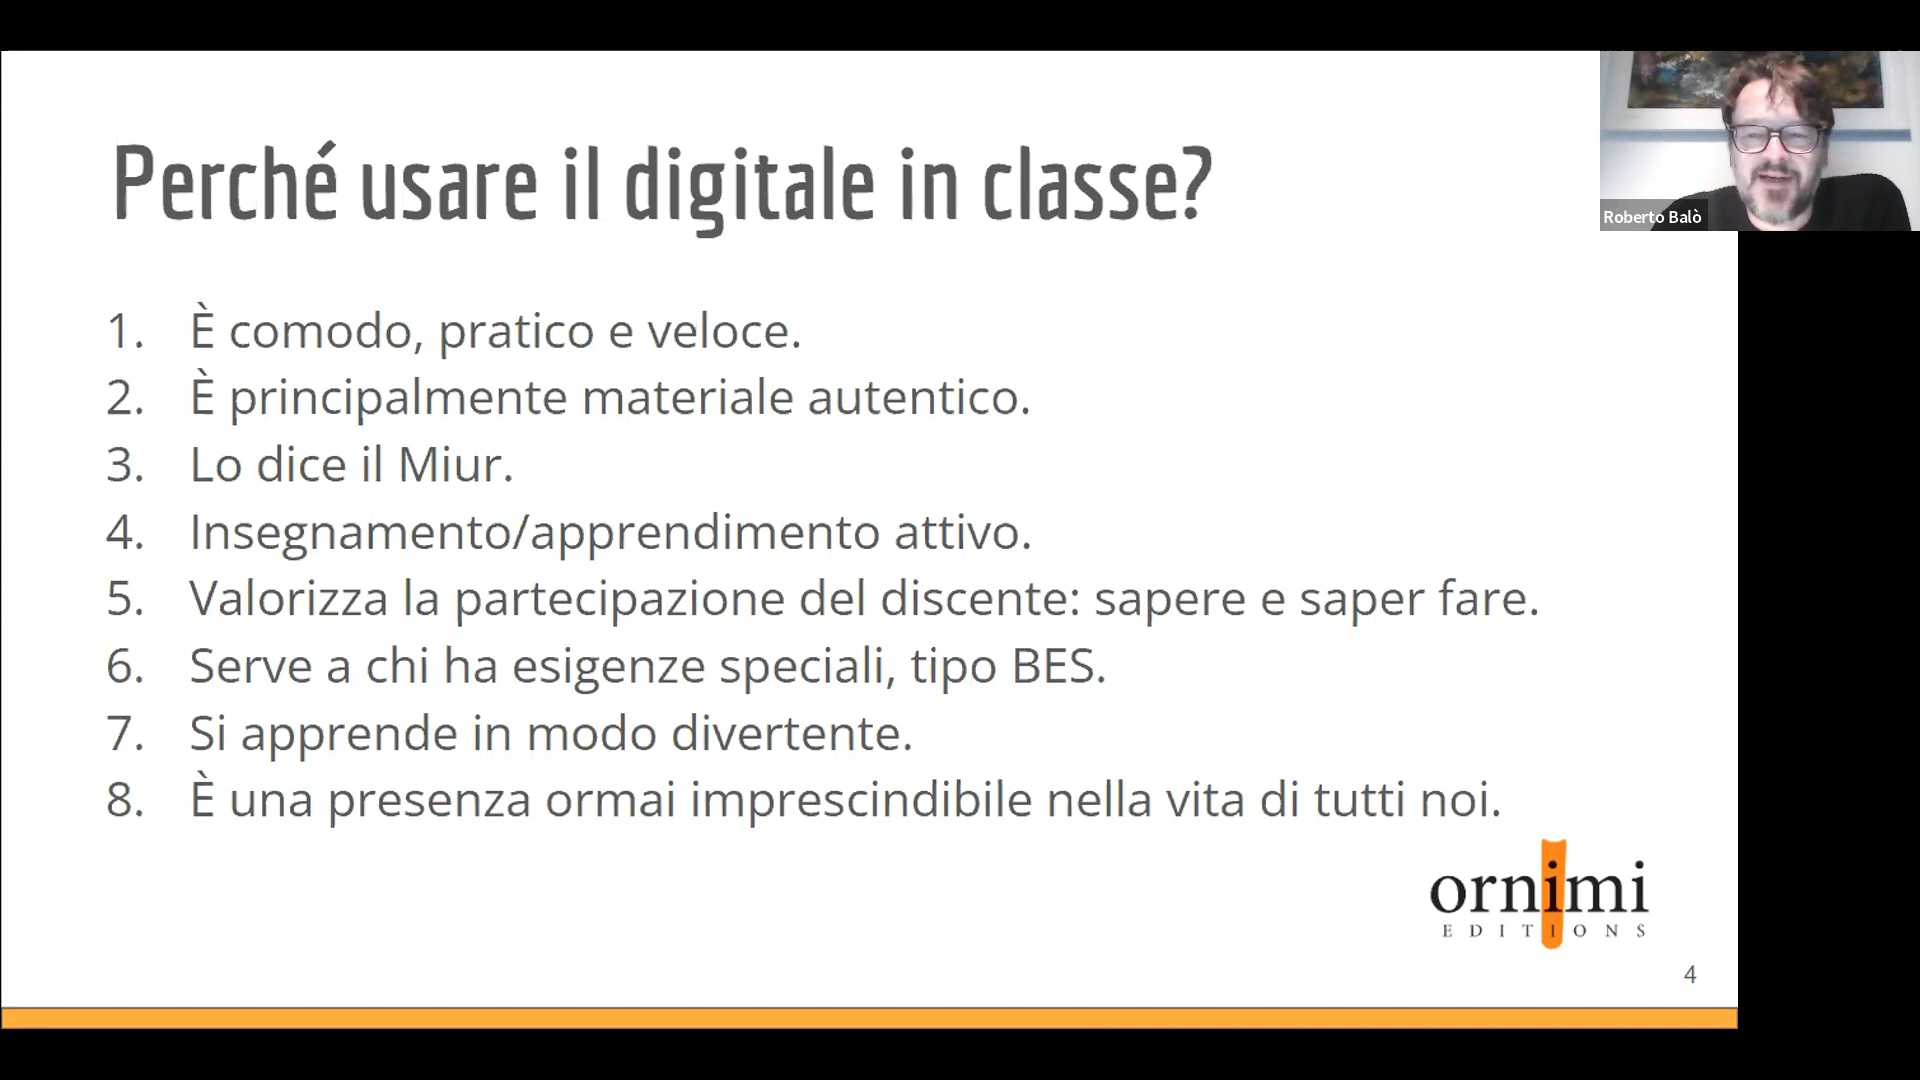 Perché usare il digitale in classe?
Roberto Balò
1. È comodo, pratico e veloce.
2. È principalmente materiale autentico.
3. Lo dice il Miur.
4. Insegnamento/apprendimento attivo.
5. Valorizza la partecipazione del discente: sapere e saper fare.
6. Serve a chi ha esigenze speciali, tipo BES.
7. Si apprende in modo divertente.
8. È una presenza ormai imprescindibile nella vita di tutti noi.
ornimi
EDITIONS
4